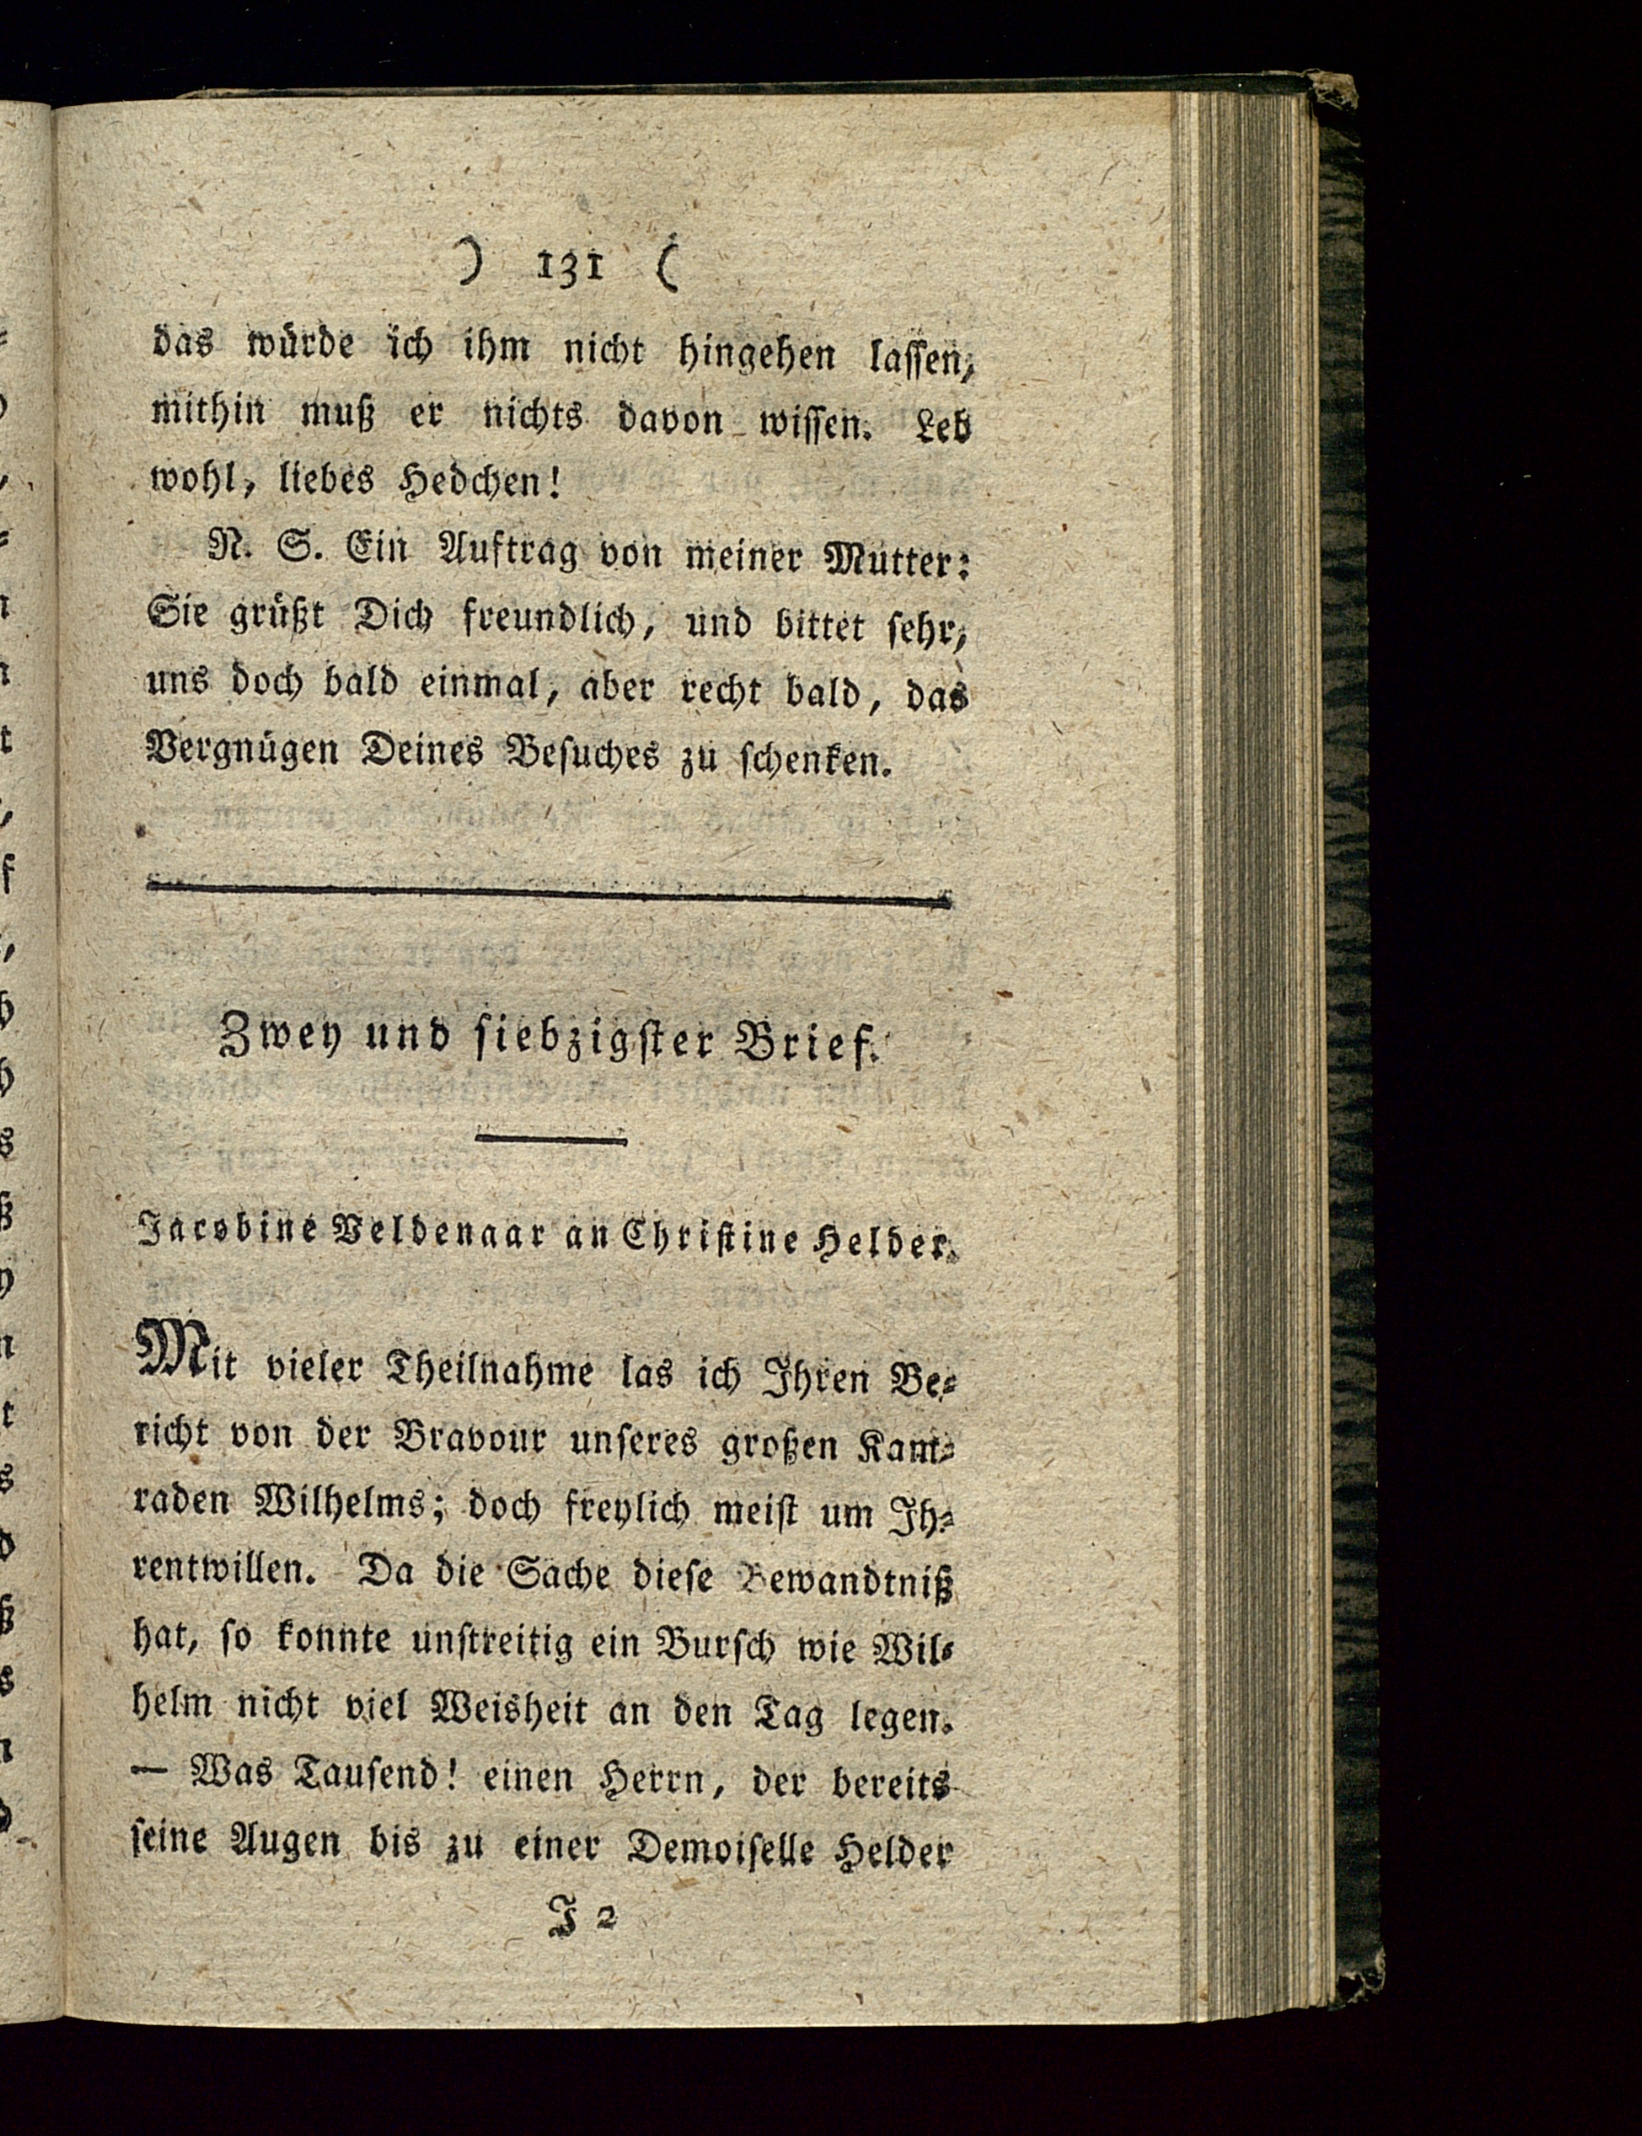 ) 131 (
das würde ich ihm nicht hingehen lassen,
mithin muß er nichts davon wissen. Leb
wohl, liebes Hedchen!
N. S. Ein Auftrag von meiner Mutter:
Sie grüßt Dich freundlich, und bittet sehr,
uns doch bald einmal, aber recht bald, das
Vergnügen Deines Besuches zu schenken.
Zwey und siebzigster Brief.
Jacobine Veldenaar an Christine Helder.
Mit vieler Theilnahme las ich Ihren Be-
richt von der Bravour unseres großen Kam-
raden Wilhelms; doch freylich meist um Ih-
rentwillen. Da die Sache diese Bewandtniß
hat, so konnte unstreitig ein Bursch wie Wil-
helm nicht viel Weisheit an den Tag legen.
— Was Tausend! einen Herrn, der bereits
seine Augen bis zu einer Demoiselle Helder
J 2